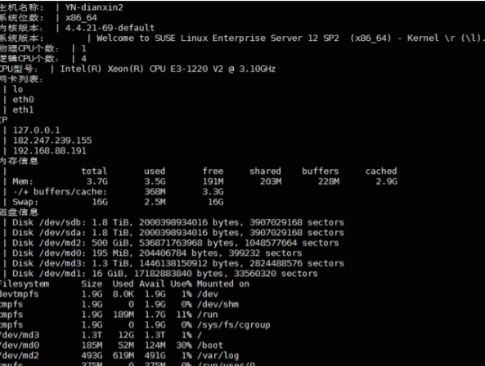 主机名称: | YN-dianxin2
系统位数: | x86_64
内核版本: | 4.4.21-69-default
系统版本: | Welcome to SUSE Linux Enterprise Server 12 SP2 (x86_64) - Kernel \r (\l).
物理CPU个数: | 1
逻辑CPU个数: | 4
CPU型号: | Intel(R) Xeon(R) CPU E3-1220 V2 @ 3.10GHz
网卡列表:
| lo
| eth0
| eth1
IP
| 127.0.0.1
| 182.247.239.155
| 192.168.88.191
内存信息
| total used free shared buffers cached
| Mem: 3.7G 3.5G 191M 203M 228M 2.9G
| -/+ buffers/cache: 368M 3.3G
| Swap: 16G 2.5M 16G
磁盘信息
| Disk /dev/sdb: 1.8 TiB, 2000398934016 bytes, 3907029168 sectors
| Disk /dev/sda: 1.8 TiB, 2000398934016 bytes, 3907029168 sectors
| Disk /dev/md2: 500 GiB, 536871763968 bytes, 1048577664 sectors
| Disk /dev/md0: 195 MiB, 204406784 bytes, 399232 sectors
| Disk /dev/md3: 1.3 TiB, 1446138150912 bytes, 2824488576 sectors
| Disk /dev/md1: 16 GiB, 17182883840 bytes, 33560320 sectors
Filesystem Size Used Avail Use% Mounted on
devtmpfs 1.9G 8.0K 1.9G 1% /dev
tmpfs 1.9G 0 1.9G 0% /dev/shm
tmpfs 1.9G 189M 1.7G 11% /run
tmpfs 1.9G 0 1.9G 0% /sys/fs/cgroup
/dev/md3 1.3T 12G 1.3T 1% /
/dev/md0 185M 52M 124M 30% /boot
/dev/md2 493G 619M 491G 1% /var/log
tmpfs 375M 0 375M 0% /run/user/0